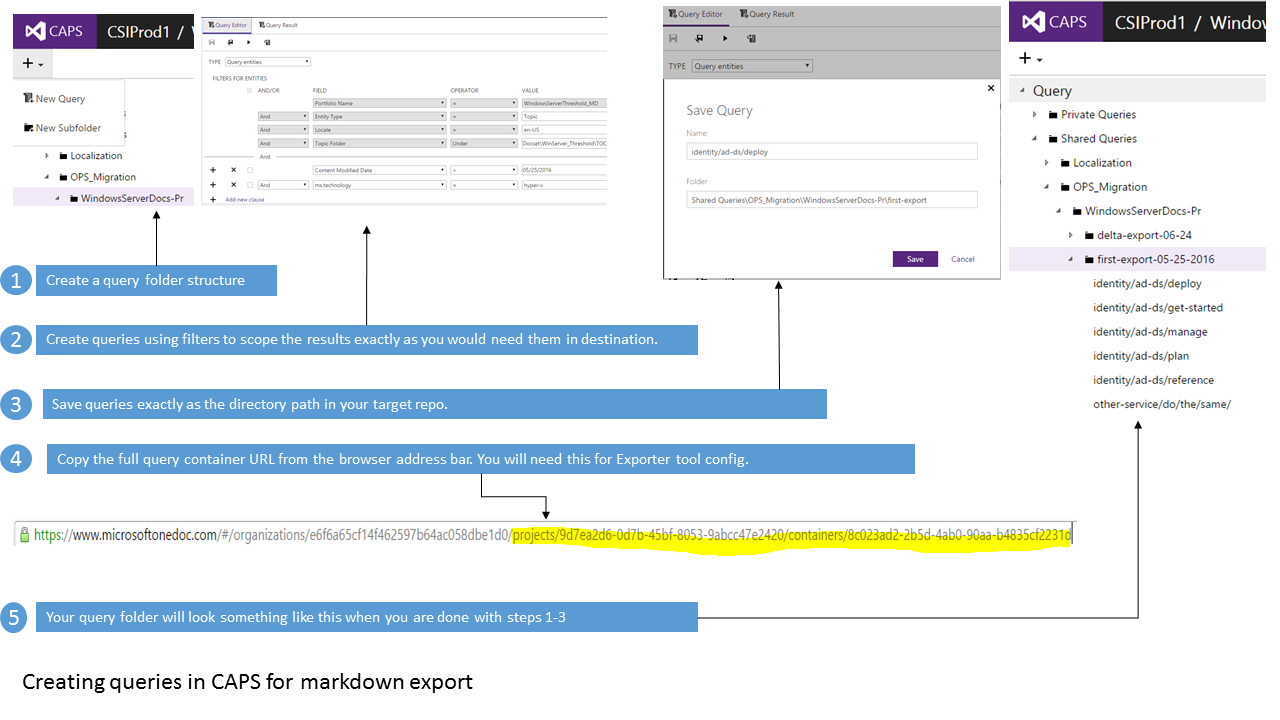 CAPS
CSIProd1 /
New Query
New Subfolder
Localization
OPS_Migration
WindowsServerDocs-Pr
Query Editor
Query Result
TYPE Query entities
FILTERS FOR ENTITIES
AND/OR FIELD OPERATOR VALUE
Portfolio Name = WindowsServerThreshold_MD
And Entity Type = Topic
And Locale = en-US
And Topic Folder Under Docset\WinServer_Threshold\TOC
And
Content Modified Date > 05/25/2016
And ms.technology = hyper-v
Add new clause
Query Editor
Query Result
TYPE Query entities
Save Query
Name:
identity/ad-ds/deploy
Folder
Shared Queries\OPS_Migration\WindowsServerDocs-Pr\first-export
Save Cancel
CAPS
CSIProd1 / Window
Query
Private Queries
Shared Queries
Localization
OPS_Migration
WindowsServerDocs-Pr
delta-export-06-24
first-export-05-25-2016
identity/ad-ds/deploy
identity/ad-ds/get-started
identity/ad-ds/manage
identity/ad-ds/plan
identity/ad-ds/reference
other-service/do/the/same/
1 Create a query folder structure
2 Create queries using filters to scope the results exactly as you would need them in destination.
3 Save queries exactly as the directory path in your target repo.
4 Copy the full query container URL from the browser address bar. You will need this for Exporter tool config.
https://www.microsoftonedoc.com/#/organizations/e6f6a65cf14f462597b64ac058dbe1d0/projects/9d7ea2d6-0d7b-45bf-8053-9abcc47e2420/containers/8c023ad2-2b5d-4ab0-90aa-b4835cf2231d
5 Your query folder will look something like this when you are done with steps 1-3
Creating queries in CAPS for markdown export